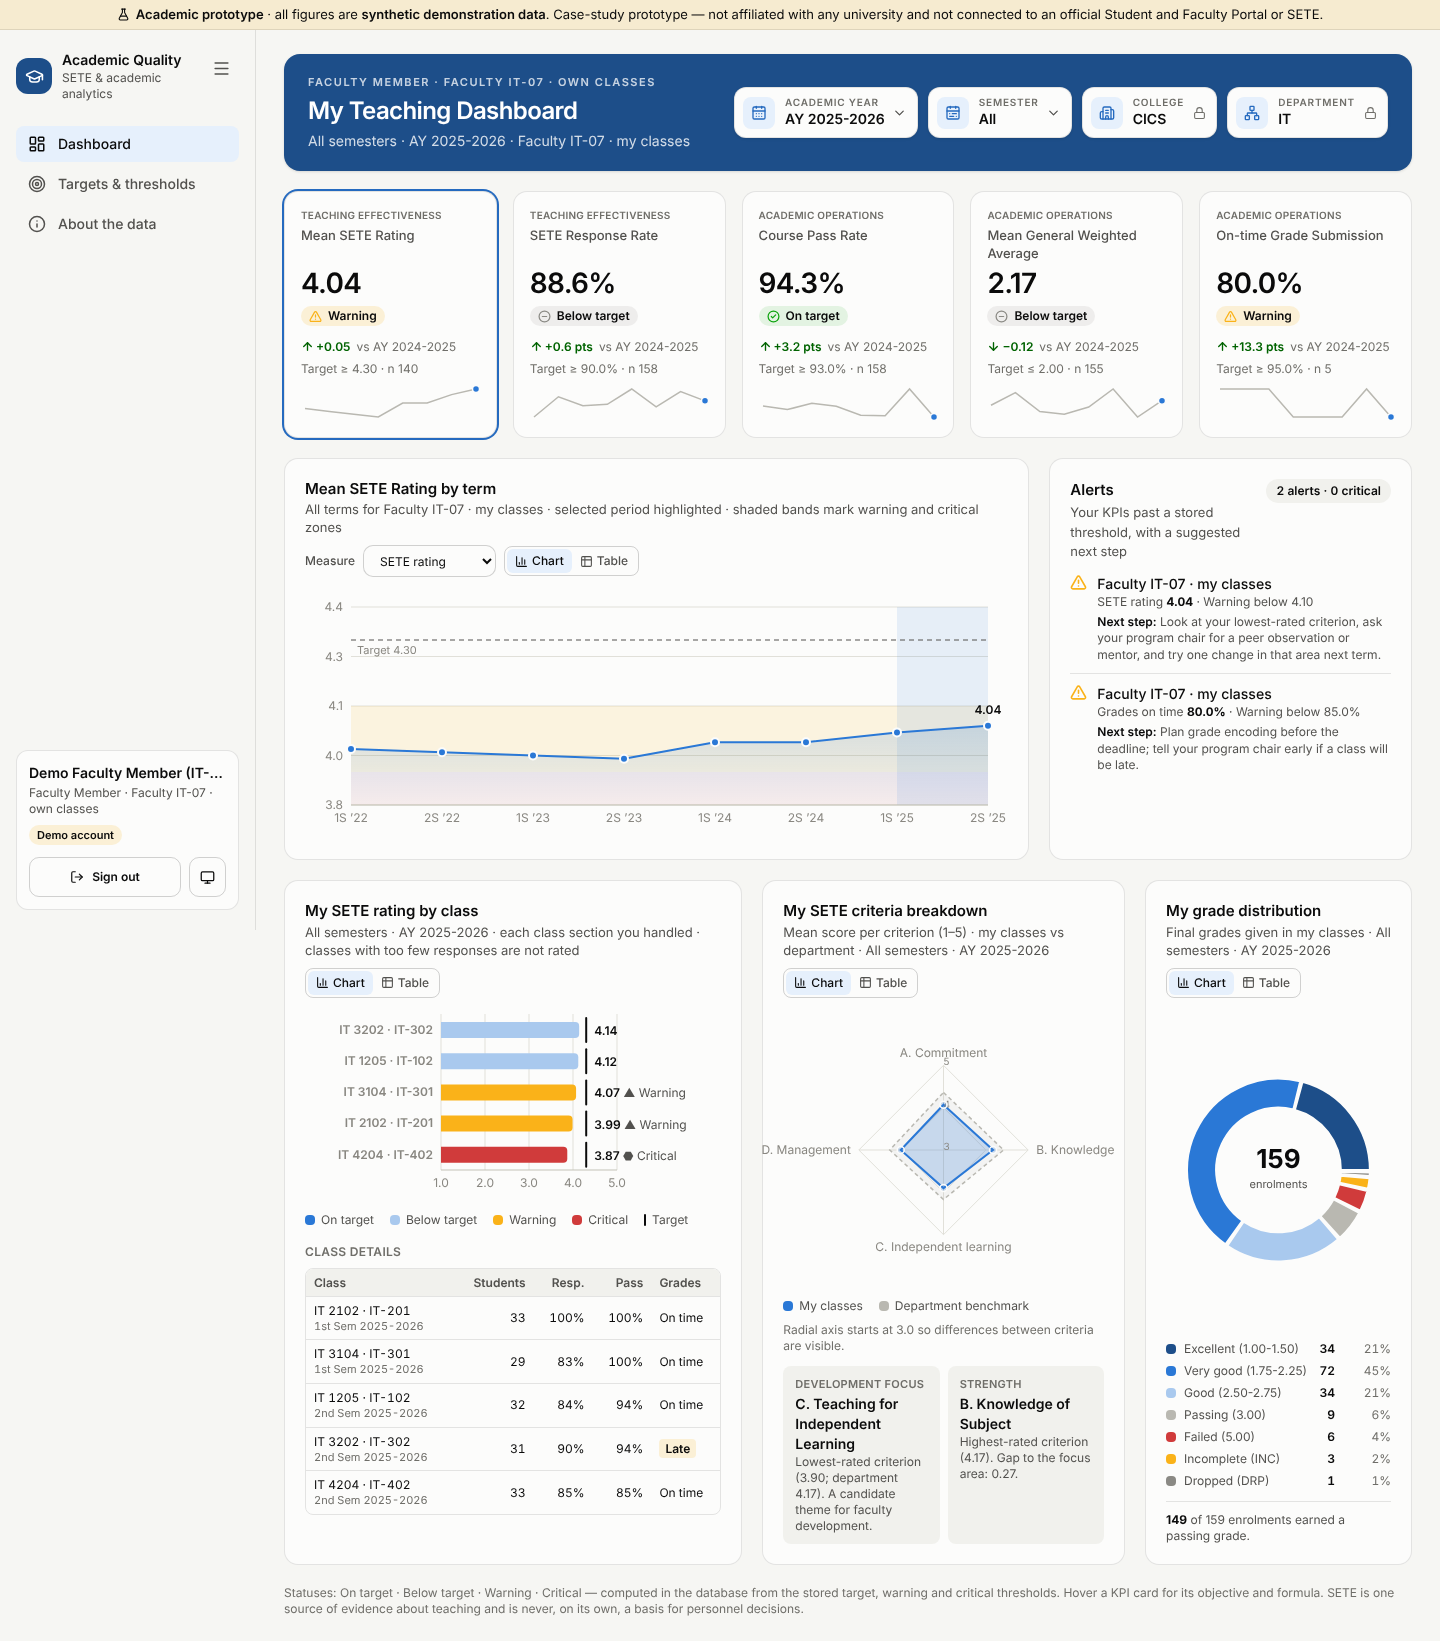 Academic prototype · all figures are synthetic demonstration data. Case-study prototype — not affiliated with any university and not connected to an official Student and Faculty Portal or SETE.
Academic Quality
SETE & academic
analytics
Dashboard
Targets & thresholds
About the data
Demo Faculty Member (IT-...
Faculty Member · Faculty IT-07 ·
own classes
Demo account
Sign out
FACULTY MEMBER · FACULTY IT-07 · OWN CLASSES
My Teaching Dashboard
All semesters · AY 2025-2026 · Faculty IT-07 · my classes
ACADEMIC YEAR
AY 2025-2026
SEMESTER
All
COLLEGE
CICS
DEPARTMENT
IT
TEACHING EFFECTIVENESS
Mean SETE Rating
4.04
Warning
↑ +0.05 vs AY 2024-2025
Target ≥ 4.30 · n 140
TEACHING EFFECTIVENESS
SETE Response Rate
88.6%
Below target
↑ +0.6 pts vs AY 2024-2025
Target ≥ 90.0% · n 158
ACADEMIC OPERATIONS
Course Pass Rate
94.3%
On target
↑ +3.2 pts vs AY 2024-2025
Target ≥ 93.0% · n 158
ACADEMIC OPERATIONS
Mean General Weighted
Average
2.17
Below target
↓ −0.12 vs AY 2024-2025
Target ≤ 2.00 · n 155
ACADEMIC OPERATIONS
On-time Grade Submission
80.0%
Warning
↑ +13.3 pts vs AY 2024-2025
Target ≥ 95.0% · n 5
Mean SETE Rating by term
All terms for Faculty IT-07 · my classes · selected period highlighted · shaded bands mark warning and critical
zones
Measure SETE rating Chart Table
4.4
Target 4.30
4.3
4.1
4.04
4.0
3.8
1S '22 2S '22 1S '23 2S '23 1S '24 2S '24 1S '25 2S '25
Alerts
2 alerts · 0 critical
Your KPIs past a stored
threshold, with a suggested
next step
Faculty IT-07 · my classes
SETE rating 4.04 · Warning below 4.10
Next step: Look at your lowest-rated criterion, ask
your program chair for a peer observation or
mentor, and try one change in that area next term.
Faculty IT-07 · my classes
Grades on time 80.0% · Warning below 85.0%
Next step: Plan grade encoding before the
deadline; tell your program chair early if a class will
be late.
My SETE rating by class
All semesters · AY 2025-2026 · each class section you handled ·
classes with too few responses are not rated
Chart Table
IT 3202 · IT-302 4.14
IT 1205 · IT-102 4.12
IT 3104 · IT-301 4.07 ▲ Warning
IT 2102 · IT-201 3.99 ▲ Warning
IT 4204 · IT-402 3.87 ⬣ Critical
1.0 2.0 3.0 4.0 5.0
On target Below target Warning Critical Target
CLASS DETAILS
Class Students Resp. Pass Grades
IT 2102 · IT-201
1st Sem 2025-2026
33 100% 100% On time
IT 3104 · IT-301
1st Sem 2025-2026
29 83% 100% On time
IT 1205 · IT-102
2nd Sem 2025-2026
32 84% 94% On time
IT 3202 · IT-302
2nd Sem 2025-2026
31 90% 94% Late
IT 4204 · IT-402
2nd Sem 2025-2026
33 85% 85% On time
My SETE criteria breakdown
Mean score per criterion (1–5) · my classes vs
department · All semesters · AY 2025-2026
Chart Table
A. Commitment
5
3
D. Management
B. Knowledge
C. Independent learning
My classes Department benchmark
Radial axis starts at 3.0 so differences between criteria
are visible.
DEVELOPMENT FOCUS
C. Teaching for
Independent
Learning
Lowest-rated criterion
(3.90; department
4.17). A candidate
theme for faculty
development.
STRENGTH
B. Knowledge of
Subject
Highest-rated criterion
(4.17). Gap to the focus
area: 0.27.
My grade distribution
Final grades given in my classes · All
semesters · AY 2025-2026
Chart Table
159
enrolments
Excellent (1.00-1.50) 34 21%
Very good (1.75-2.25) 72 45%
Good (2.50-2.75) 34 21%
Passing (3.00) 9 6%
Failed (5.00) 6 4%
Incomplete (INC) 3 2%
Dropped (DRP) 1 1%
149 of 159 enrolments earned a
passing grade.
Statuses: On target · Below target · Warning · Critical — computed in the database from the stored target, warning and critical thresholds. Hover a KPI card for its objective and formula. SETE is one
source of evidence about teaching and is never, on its own, a basis for personnel decisions.